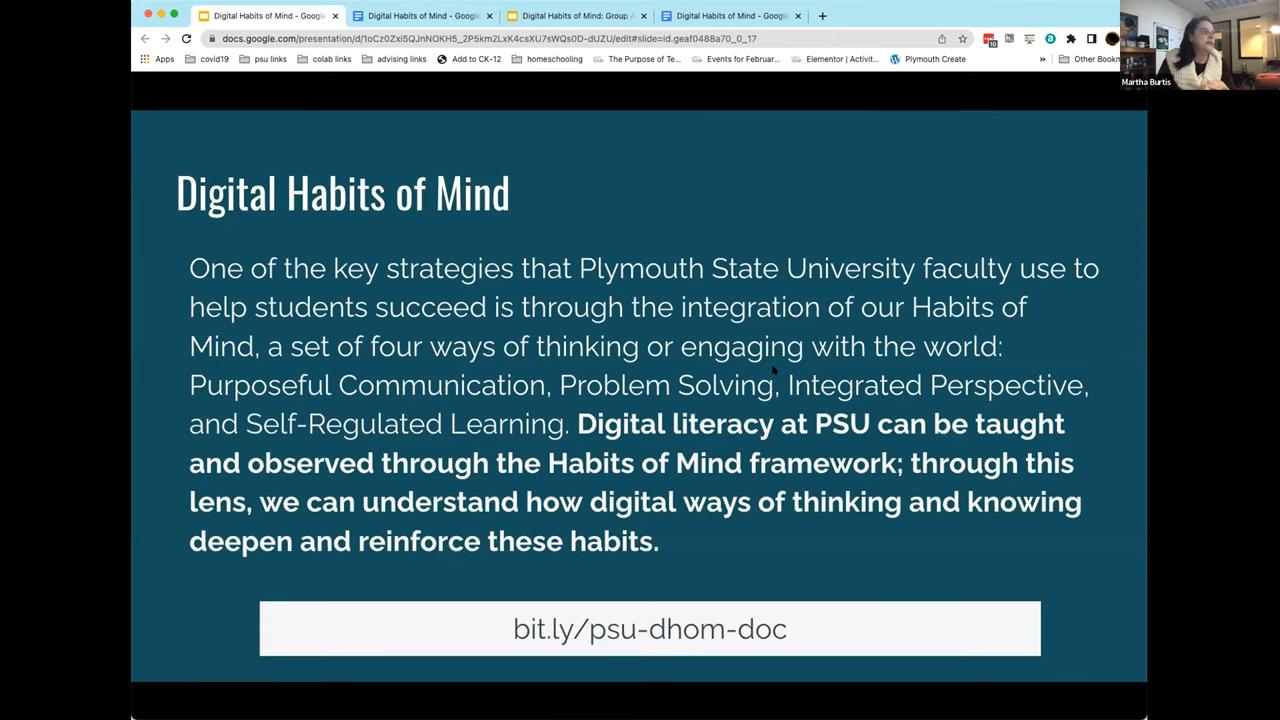 Digital Habits of Mind - Google
Digital Habits of Mind - Google
Digital Habits of Mind: Group
Digital Habits of Mind - Google
docs.google.com/presentation/d/1oCz0Zxi5QJnNOKH5_2P5km2LxK4csXU7sWQs0D-dUZU/edit#slide=id.geaf0488a70_0_17
10
Apps
covid19
psu links
colab links
advising links
Add to CK-12
homeschooling
The Purpose of Te...
Events for Februar...
Elementor | Activit...
Plymouth Create
»
Other Bookm
Martha Burtis
Digital Habits of Mind
One of the key strategies that Plymouth State University faculty use to
help students succeed is through the integration of our Habits of
Mind, a set of four ways of thinking or engaging with the world:
Purposeful Communication, Problem Solving, Integrated Perspective,
and Self-Regulated Learning. Digital literacy at PSU can be taught
and observed through the Habits of Mind framework; through this
lens, we can understand how digital ways of thinking and knowing
deepen and reinforce these habits.
bit.ly/psu-dhom-doc